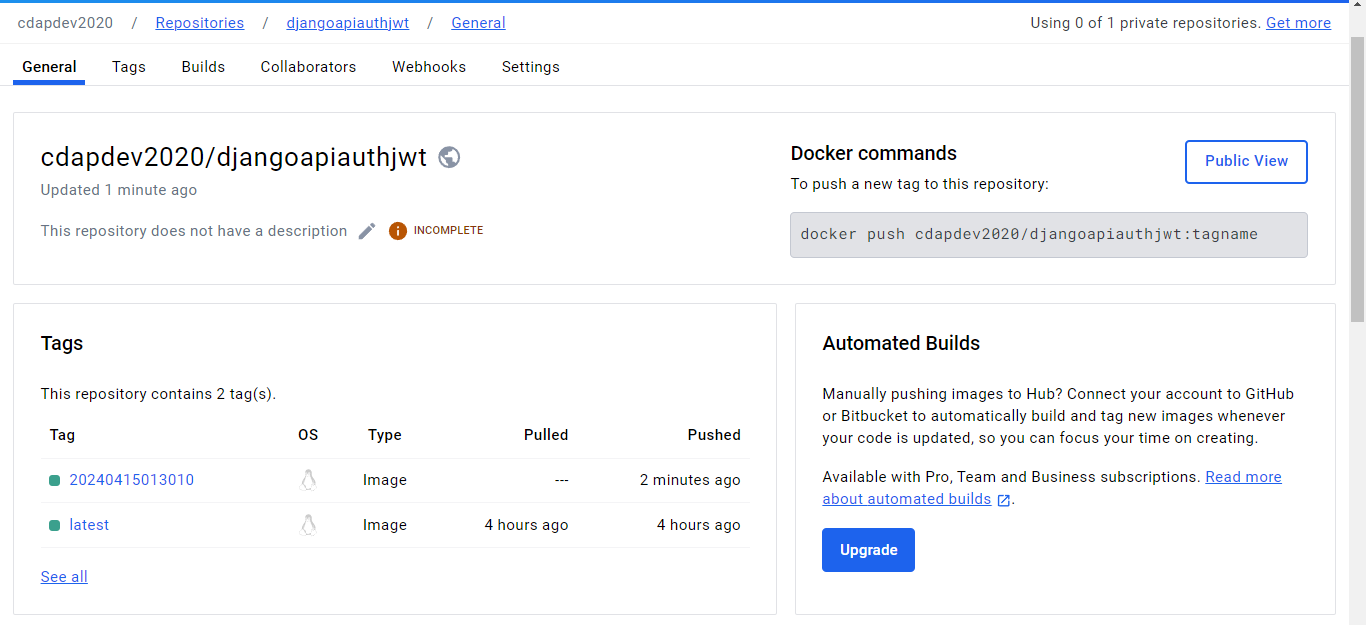 cdapdev2020 / Repositories / djangoapiauthjwt / General
Using 0 of 1 private repositories. Get more
General Tags Builds Collaborators Webhooks Settings
cdapdev2020/djangoapiauthjwt
Updated 1 minute ago
This repository does not have a description INCOMPLETE
Docker commands
To push a new tag to this repository:
Public View
docker push cdapdev2020/djangoapiauthjwt:tagname
Tags
This repository contains 2 tag(s).
Tag OS Type Pulled Pushed
20240415013010 Image --- 2 minutes ago
latest Image 4 hours ago 4 hours ago
See all
Automated Builds
Manually pushing images to Hub? Connect your account to GitHub
or Bitbucket to automatically build and tag new images whenever
your code is updated, so you can focus your time on creating.
Available with Pro, Team and Business subscriptions. Read more
about automated builds .
Upgrade